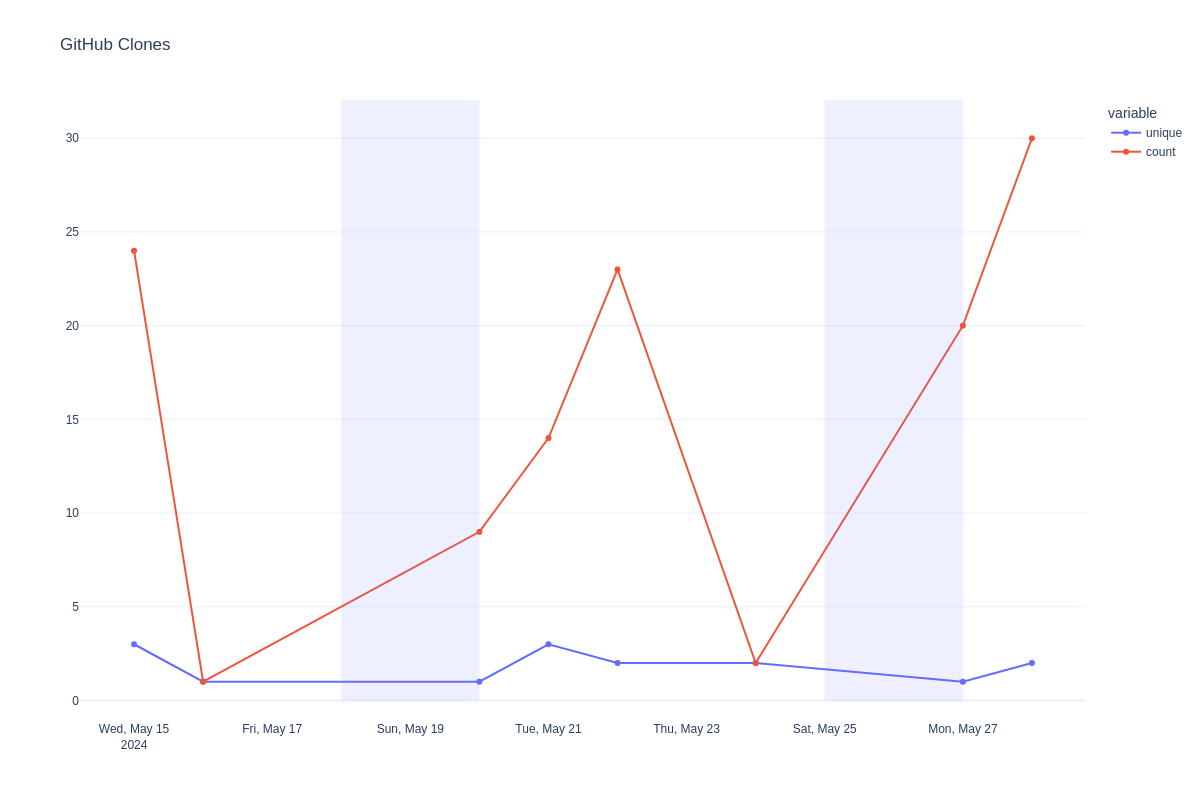 GitHub Clones
variable
unique
count
30
25
20
15
10
5
0
Wed, May 15
2024
Fri, May 17
Sun, May 19
Tue, May 21
Thu, May 23
Sat, May 25
Mon, May 27